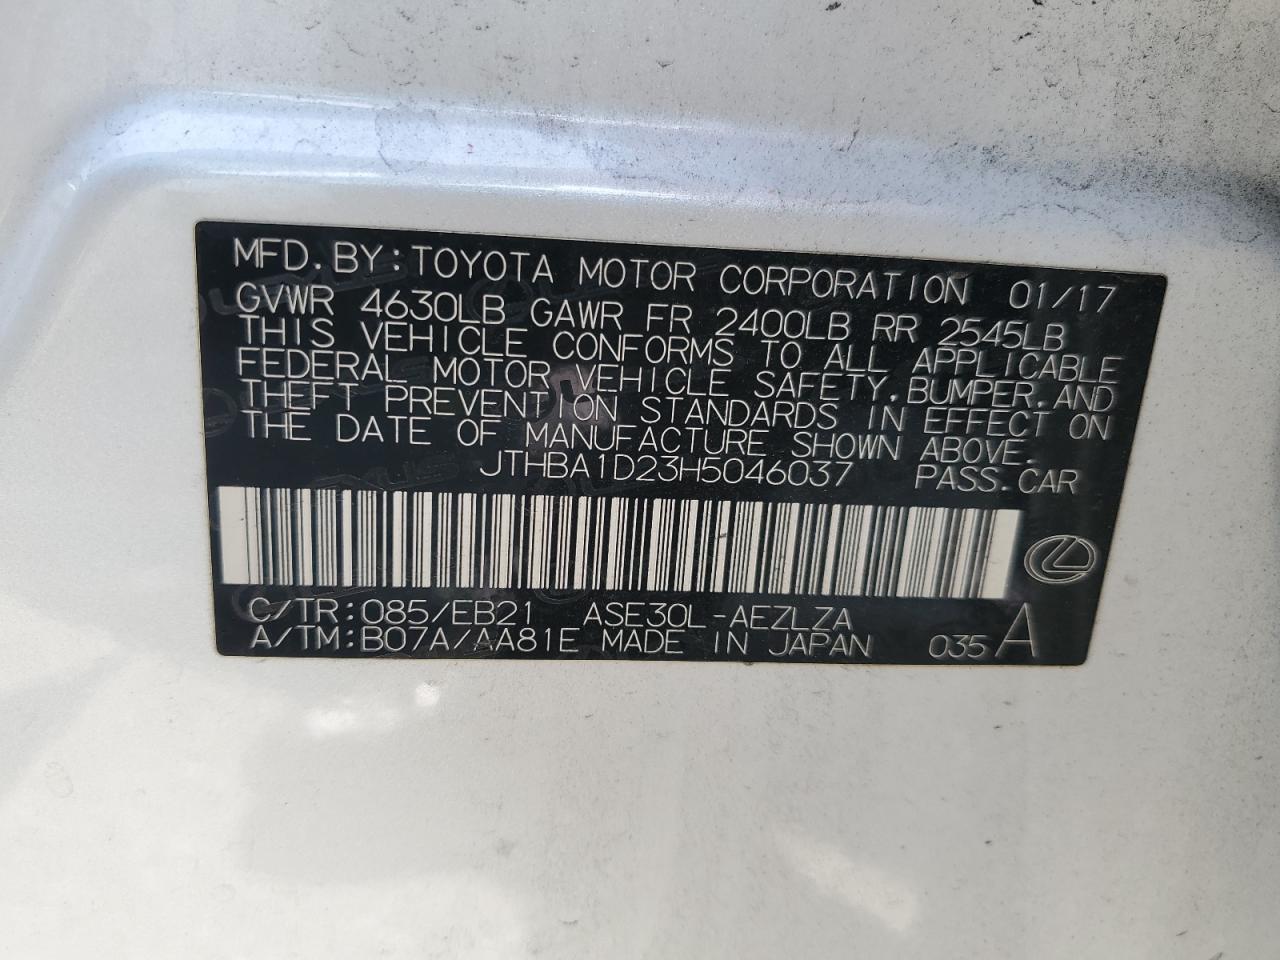 MFD.BY:TOYOTA MOTOR CORPORATION 01/17
GVWR 4630LB GAWR FR 2400LB RR 2545LB
THIS VEHICLE CONFORMS TO ALL APPLICABLE
FEDERAL MOTOR VEHICLE SAFETY,BUMPER,AND
THEFT PREVENTION STANDARDS IN EFFECT ON
THE DATE OF MANUFACTURE SHOWN ABOVE.
JTHBA1D23H5046037 PASS.CAR
C/TR:085/EB21 ASE30L-AEZLZA
A/TM:B07A/AA81E MADE IN JAPAN 035 A